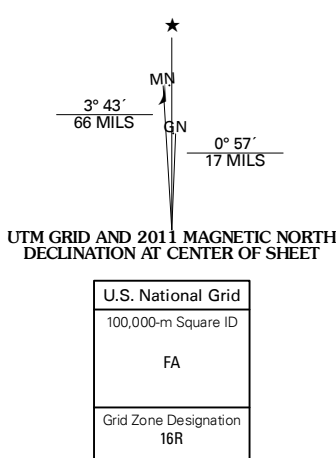 MN
3° 43´
66 MILS
GN
0° 57´
17 MILS
UTM GRID AND 2011 MAGNETIC NORTH
DECLINATION AT CENTER OF SHEET
U.S. National Grid
100,000-m Square ID
FA
Grid Zone Designation
16R